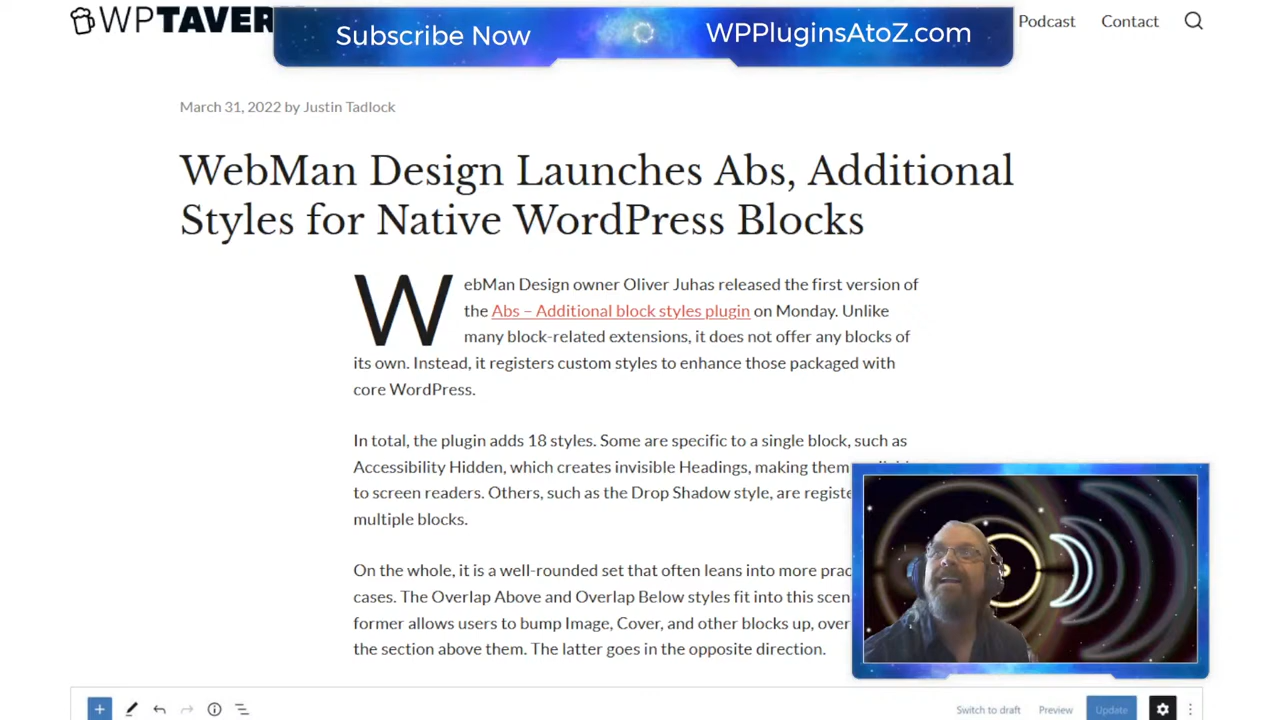 WPTAVER
Subscribe Now
WPPluginsAtoZ.com
Podcast
Contact
March 31, 2022 by Justin Tadlock
WebMan Design Launches Abs, Additional
Styles for Native WordPress Blocks
WebMan Design owner Oliver Juhas released the first version of
the Abs – Additional block styles plugin on Monday. Unlike
many block-related extensions, it does not offer any blocks of
its own. Instead, it registers custom styles to enhance those packaged with
core WordPress.
In total, the plugin adds 18 styles. Some are specific to a single block, such as
Accessibility Hidden, which creates invisible Headings, making them
to screen readers. Others, such as the Drop Shadow style, are registe
multiple blocks.
On the whole, it is a well-rounded set that often leans into more prac
cases. The Overlap Above and Overlap Below styles fit into this scen
former allows users to bump Image, Cover, and other blocks up, over
the section above them. The latter goes in the opposite direction.
Switch to draft
Preview
Update